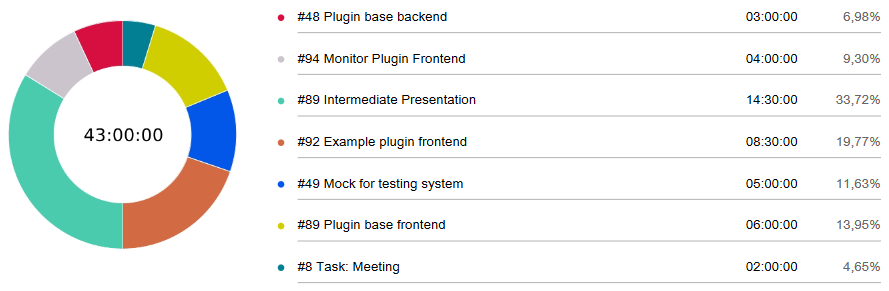 43:00:00
#48 Plugin base backend 03:00:00 6,98%
#94 Monitor Plugin Frontend 04:00:00 9,30%
#89 Intermediate Presentation 14:30:00 33,72%
#92 Example plugin frontend 08:30:00 19,77%
#49 Mock for testing system 05:00:00 11,63%
#89 Plugin base frontend 06:00:00 13,95%
#8 Task: Meeting 02:00:00 4,65%